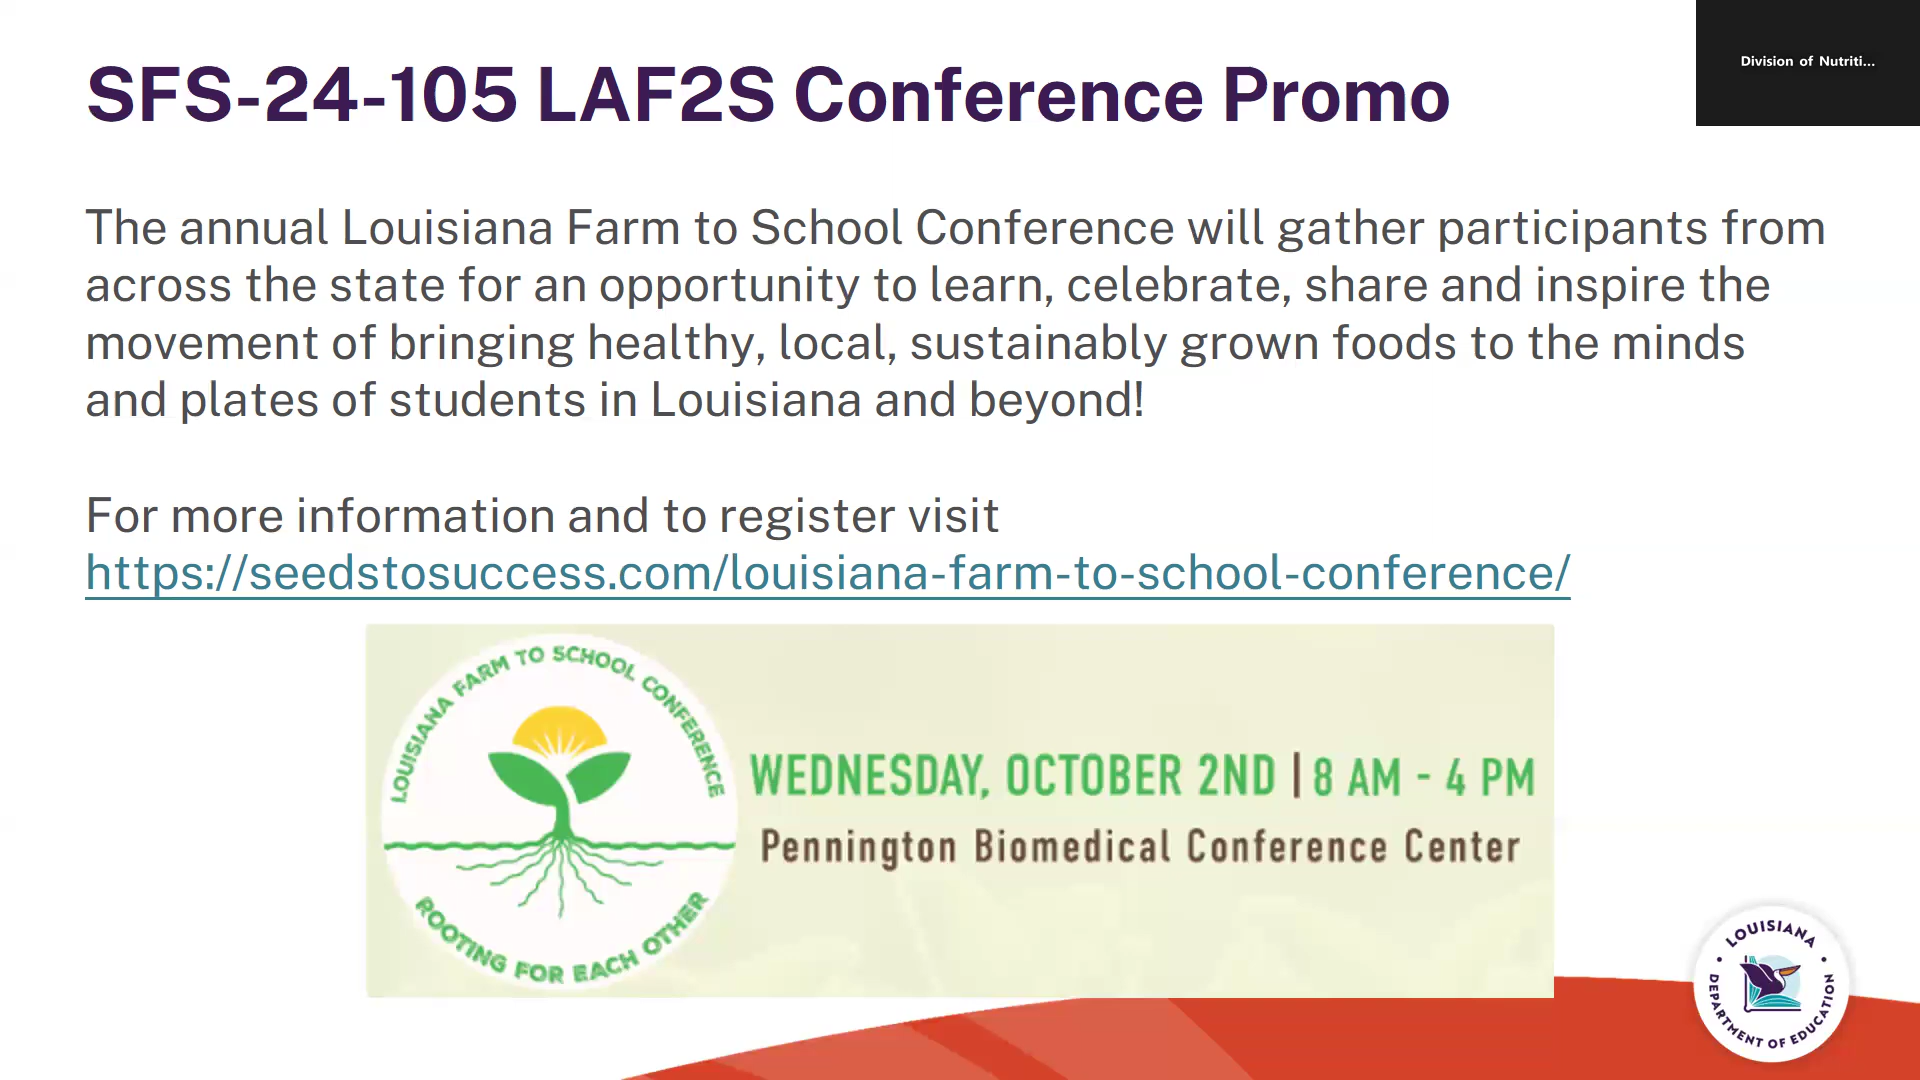 SFS-24-105 LAF2S Conference Promo
Division of Nutriti...
The annual Louisiana Farm to School Conference will gather participants from
across the state for an opportunity to learn, celebrate, share and inspire the
movement of bringing healthy, local, sustainably grown foods to the minds
and plates of students in Louisiana and beyond!
For more information and to register visit
https://seedstosuccess.com/louisiana-farm-to-school-conference/
LOUISIANA FARM TO SCHOOL CONFERENCE
ROOTING FOR EACH OTHER
WEDNESDAY, OCTOBER 2ND | 8 AM - 4 PM
Pennington Biomedical Conference Center
LOUISIANA
DEPARTMENT OF EDUCATION